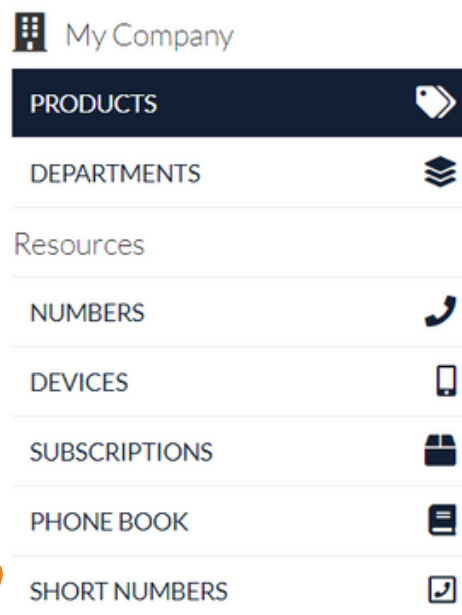 My Company
PRODUCTS
DEPARTMENTS
Resources
NUMBERS
DEVICES
SUBSCRIPTIONS
PHONE BOOK
SHORT NUMBERS